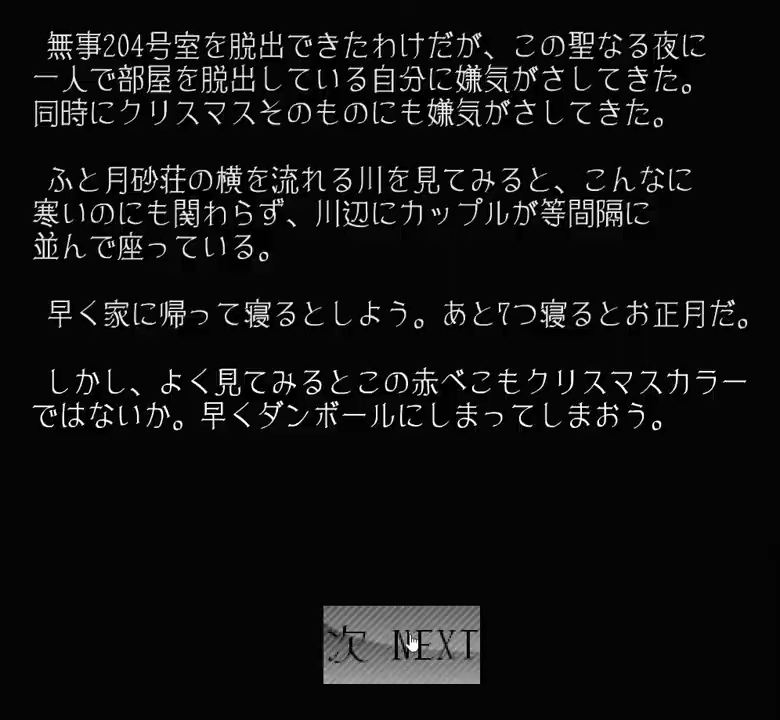 無事204号室を脱出できたわけだが、この聖なる夜に
一人で部屋を脱出している自分に嫌気がさしてきた。
同時にクリスマスそのものにも嫌気がさしてきた。
ふと月砂荘の横を流れる川を見てみると、こんなに
寒いのにも関わらず、川辺にカップルが等間隔に
並んで座っている。
早く家に帰って寝るとしよう。あと7つ寝るとお正月だ。
しかし、よく見てみるとこの赤べこもクリスマスカラー
ではないか。早くダンボールにしまってしまおう。
次 NEXT